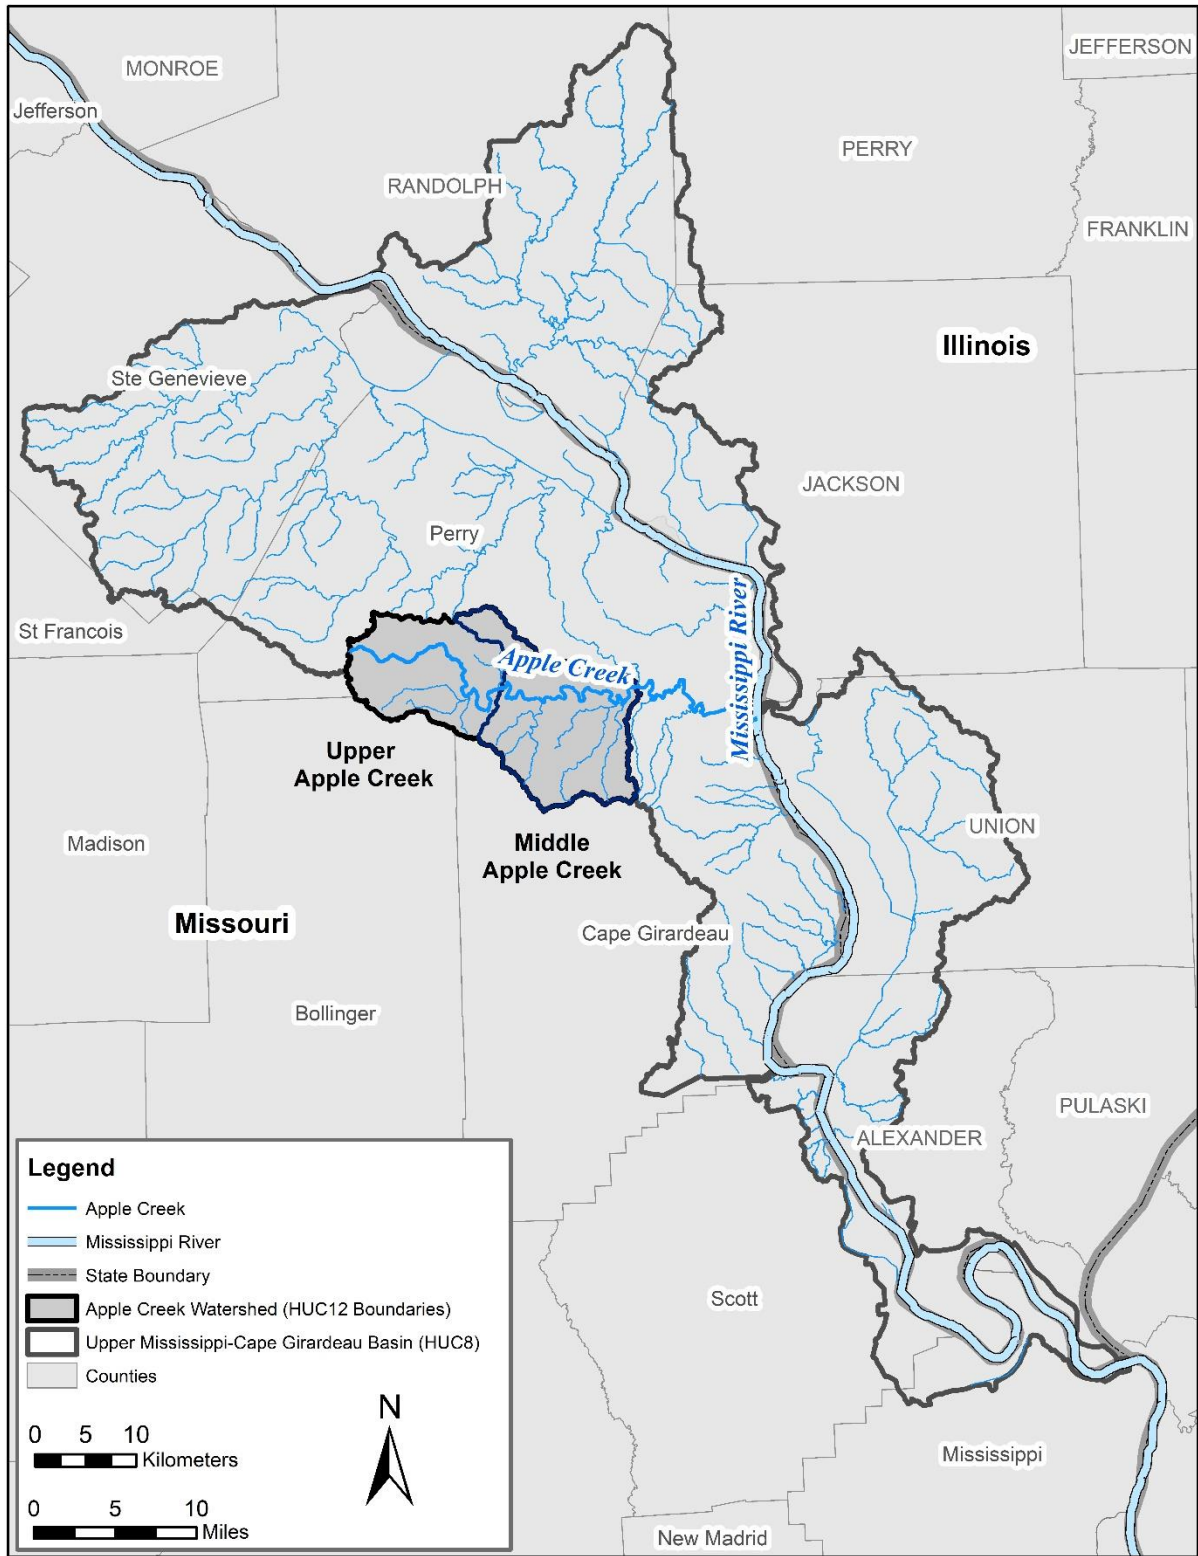 MONROE
JEFFERSON
Jefferson
PERRY
RANDOLPH
FRANKLIN
Illinois
Ste Genevieve
JACKSON
Perry
Mississippi River
St Francois
Apple Creek
Upper
Apple Creek
UNION
Madison
Middle
Apple Creek
Missouri
Cape Girardeau
Bollinger
PULASKI
ALEXANDER
Scott
Mississippi
New Madrid
Legend
Apple Creek
Mississippi River
State Boundary
Apple Creek Watershed (HUC12 Boundaries)
Upper Mississippi-Cape Girardeau Basin (HUC8)
Counties
N
0 5 10
Kilometers
0 5 10
Miles